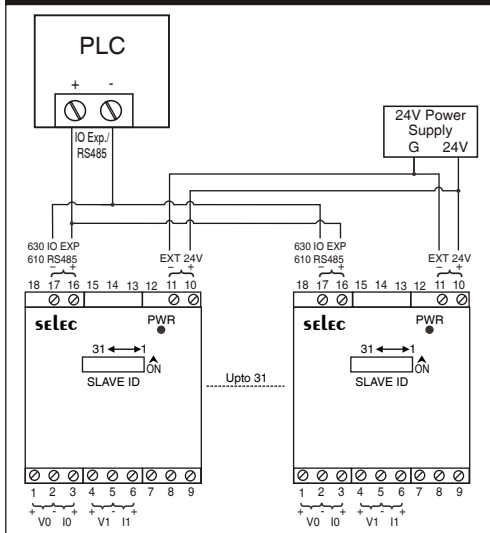 PLC
+ -
IO Exp./
RS485
24V Power
Supply
G 24V
630 IO EXP
610 RS485
- +
EXT 24V
- +
630 IO EXP
610 RS485
- +
EXT 24V
- +
18 17 16 15 14 13 12 11 10
18 17 16 15 14 13 12 11 10
selec
PWR
31 1
ON
SLAVE ID
Upto 31
selec
PWR
31 1
ON
SLAVE ID
1 2 3 4 5 6 7 8 9
+ - + + - +
V0 I0 V1 I1
1 2 3 4 5 6 7 8 9
+ - + + - +
V0 I0 V1 I1